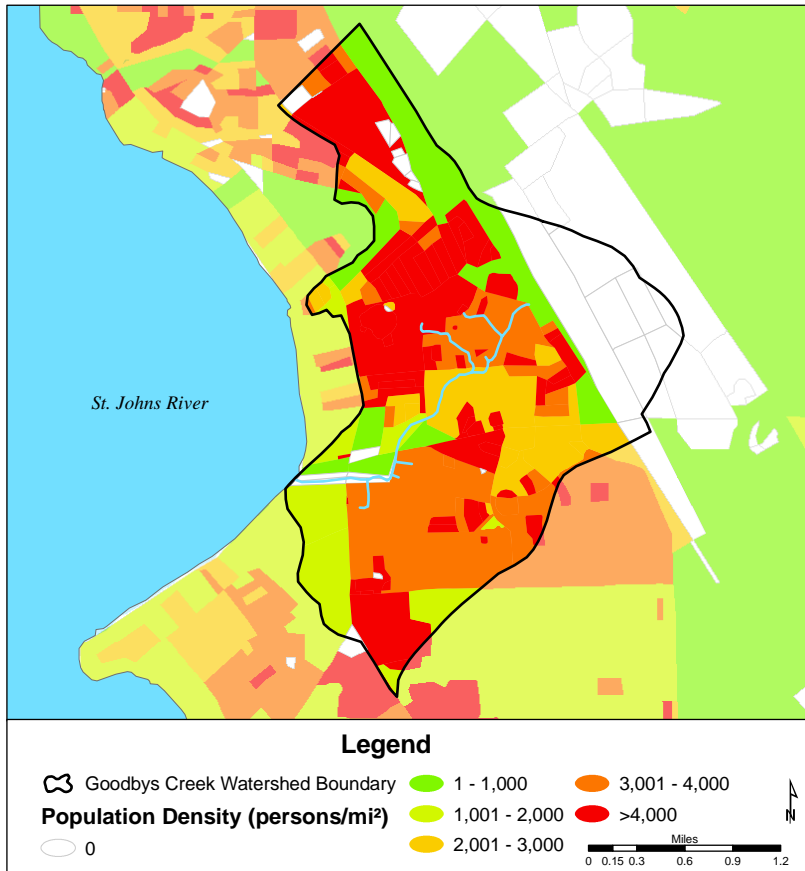 St. Johns River
Legend
Goodbys Creek Watershed Boundary
Population Density (persons/mi²)
0
1 - 1,000
1,001 - 2,000
2,001 - 3,000
3,001 - 4,000
>4,000
N
Miles
0 0.15 0.3 0.6 0.9 1.2